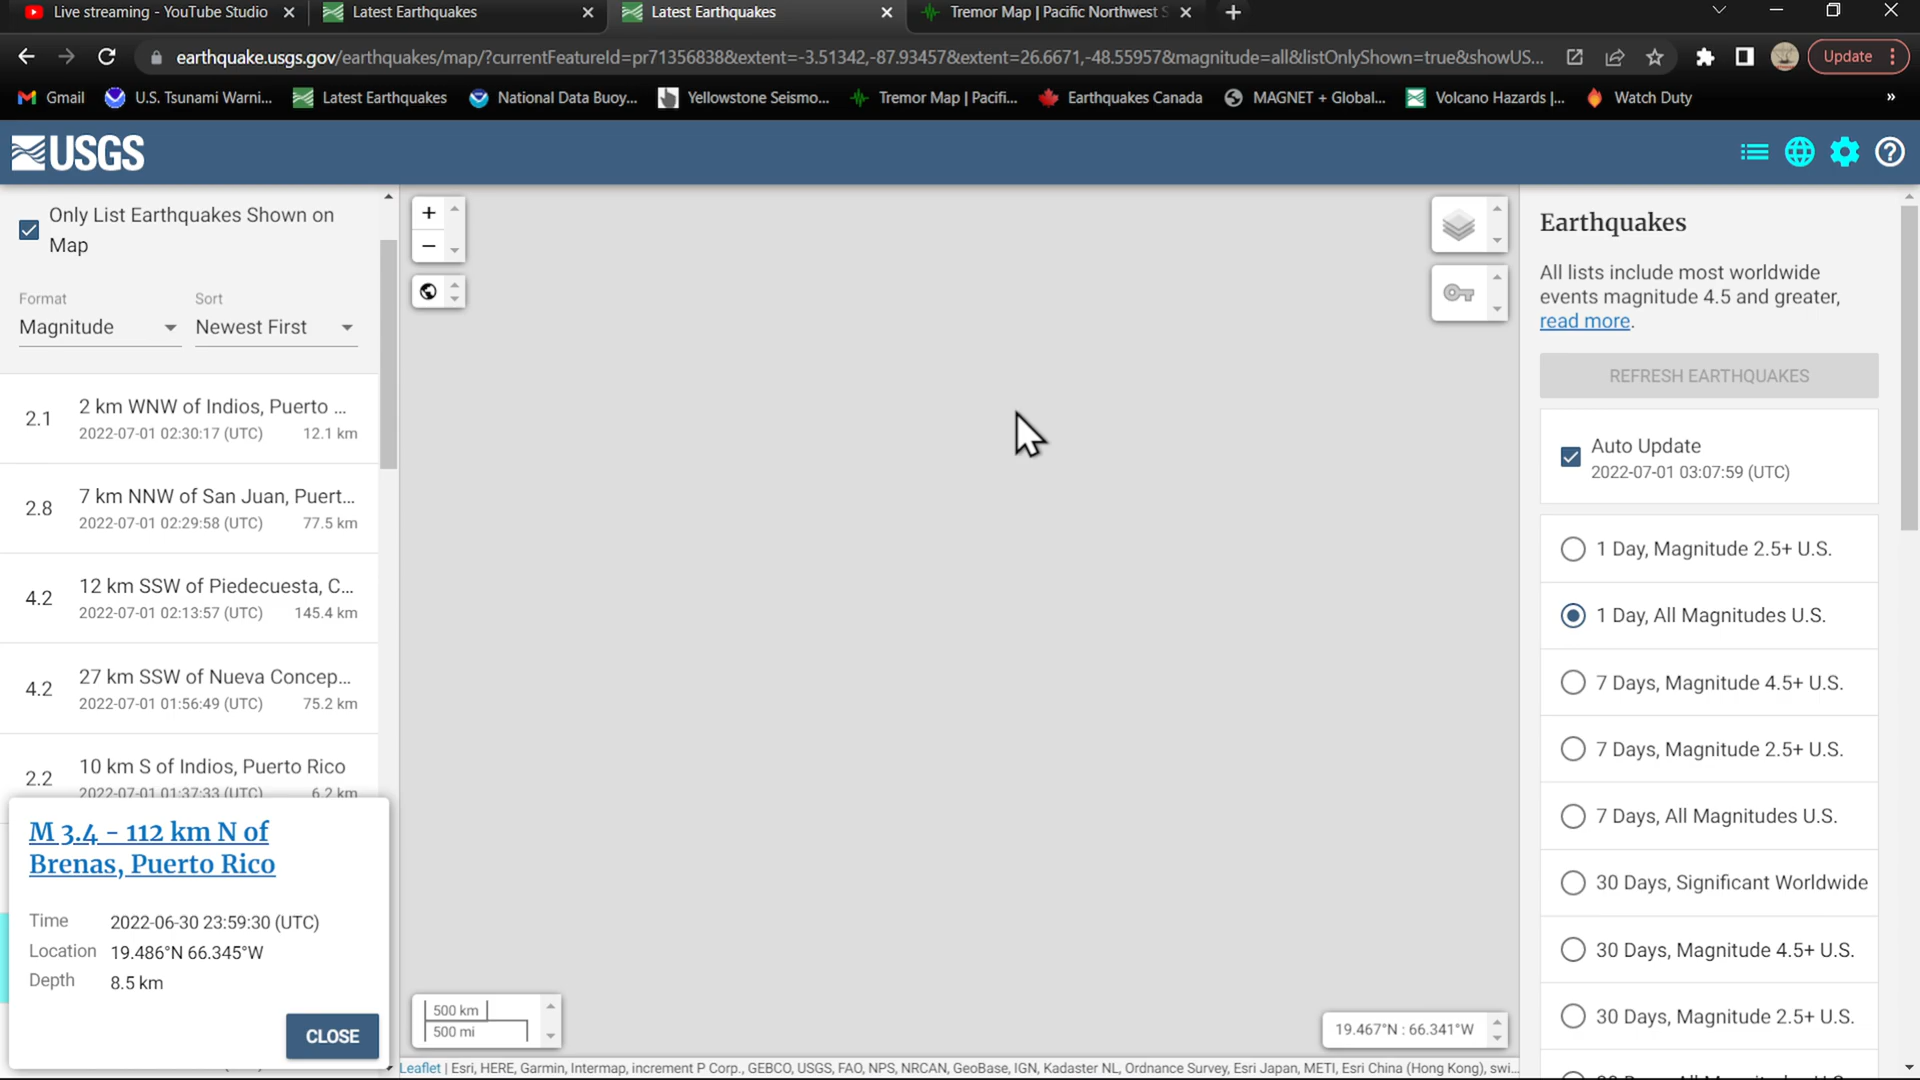 Live streaming - YouTube Studio
Latest Earthquakes
Latest Earthquakes
Tremor Map | Pacific Northwest S
earthquake.usgs.gov/earthquakes/map/?currentFeatureId=pr71356838&extent=-3.51342,-87.93457&extent=26.6671,-48.55957&magnitude=all&listOnlyShown=true&showUS...
Update
Gmail
U.S. Tsunami Warni...
Latest Earthquakes
National Data Buoy...
Yellowstone Seismo...
Tremor Map | Pacifi...
Earthquakes Canada
MAGNET + Global...
Volcano Hazards |...
Watch Duty
»
USGS
Only List Earthquakes Shown on
Map
Format
Sort
Magnitude
Newest First
2.1
2 km WNW of Indios, Puerto ...
2022-07-01 02:30:17 (UTC) 12.1 km
2.8
7 km NNW of San Juan, Puert...
2022-07-01 02:29:58 (UTC) 77.5 km
4.2
12 km SSW of Piedecuesta, C...
2022-07-01 02:13:57 (UTC) 145.4 km
4.2
27 km SSW of Nueva Concep...
2022-07-01 01:56:49 (UTC) 75.2 km
2.2
10 km S of Indios, Puerto Rico
2022-07-01 01:37:33 (UTC) 6.2 km
M 3.4 - 112 km N of
Brenas, Puerto Rico
Time 2022-06-30 23:59:30 (UTC)
Location 19.486°N 66.345°W
Depth 8.5 km
CLOSE
+
−
500 km
500 mi
19.467°N : 66.341°W
Leaflet | Esri, HERE, Garmin, Intermap, increment P Corp., GEBCO, USGS, FAO, NPS, NRCAN, GeoBase, IGN, Kadaster NL, Ordnance Survey, Esri Japan, METI, Esri China (Hong Kong), swi...
Earthquakes
All lists include most worldwide
events magnitude 4.5 and greater,
read more.
REFRESH EARTHQUAKES
Auto Update
2022-07-01 03:07:59 (UTC)
1 Day, Magnitude 2.5+ U.S.
1 Day, All Magnitudes U.S.
7 Days, Magnitude 4.5+ U.S.
7 Days, Magnitude 2.5+ U.S.
7 Days, All Magnitudes U.S.
30 Days, Significant Worldwide
30 Days, Magnitude 4.5+ U.S.
30 Days, Magnitude 2.5+ U.S.